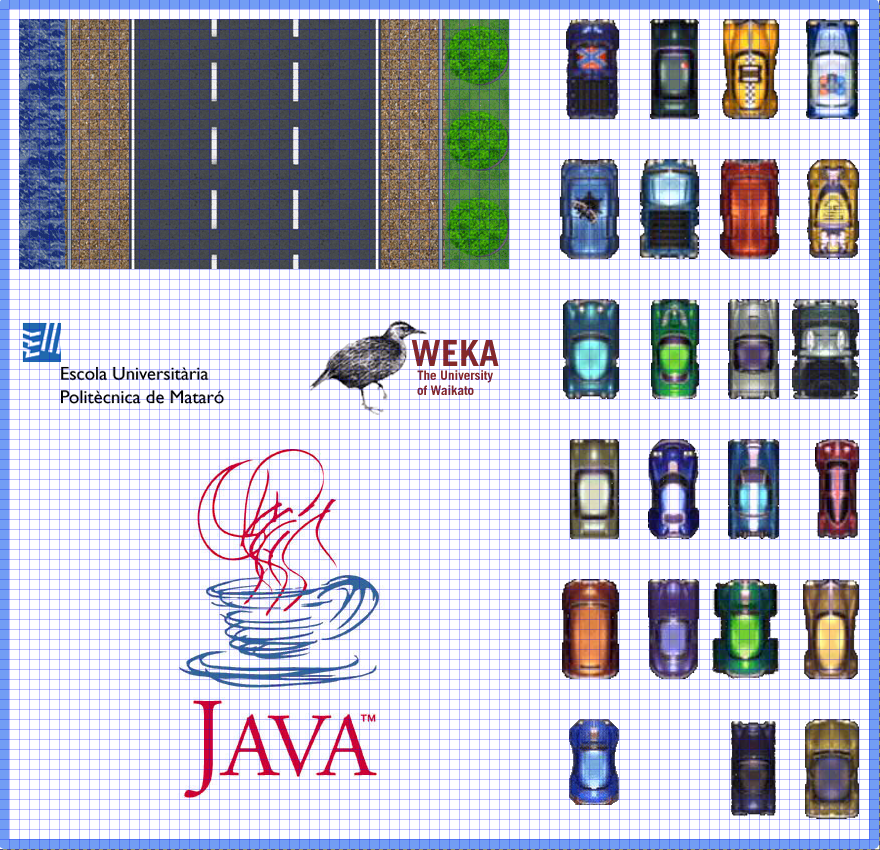 Escola Universitària
Politècnica de Mataró
WEKA
The University
of Waikato
JAVA™